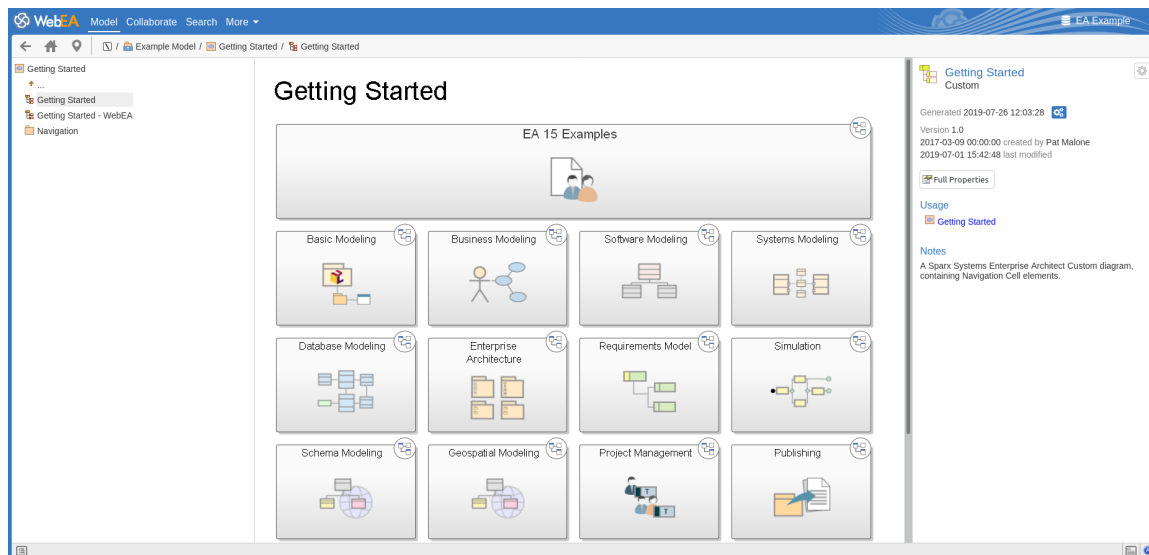 WebEA Model Collaborate Search More EA Example
/ Example Model / Getting Started / Getting Started
Getting Started
...
Getting Started
Getting Started - WebEA
Navigation
Getting Started
EA 15 Examples
Basic Modeling
Business Modeling
Software Modeling
Systems Modeling
Database Modeling
Enterprise
Architecture
Requirements Model
Simulation
Schema Modeling
Geospatial Modeling
Project Management
T
T
Publishing
Getting Started
Custom
Generated 2019-07-26 12:03:28
Version 1.0
2017-03-09 00:00:00 created by Pat Malone
2019-07-01 15:42:48 last modified
Full Properties
Usage
Getting Started
Notes
A Sparx Systems Enterprise Architect Custom diagram,
containing Navigation Cell elements.